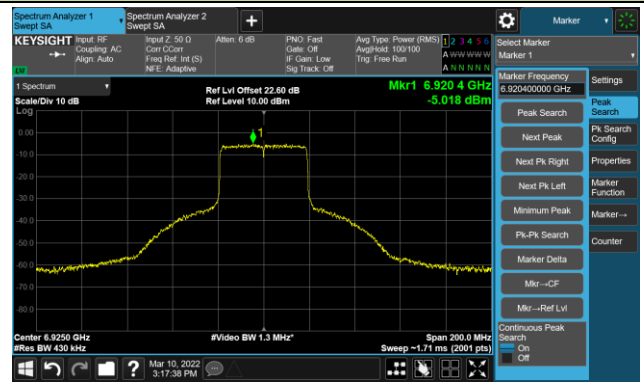 Spectrum Analyzer 1
Swept SA
Spectrum Analyzer 2
Swept SA
+
Marker
KEYSIGHT
Input: RF
Coupling: AC
Align: Auto
Input Z: 50 Ω
Corr CCorr
Freq Ref: Int (S)
NFE: Adaptive
Atten: 6 dB
PNO: Fast
Gate: Off
IF Gain: Low
Sig Track: Off
Avg Type: Power (RMS)
Avg|Hold: 100/100
Trig: Free Run
1 2 3 4 5 6
A W W W W W
A N N N N N
Select Marker
Marker 1
1 Spectrum
Scale/Div 10 dB
Log
Ref Lvl Offset 22.60 dB
Ref Level 10.00 dBm
Mkr1 6.920 4 GHz
-5.018 dBm
1
0.00
-10.0
-20.0
-30.0
-40.0
-50.0
-60.0
-70.0
-80.0
Center 6.9250 GHz
#Res BW 430 kHz
#Video BW 1.3 MHz*
Span 200.0 MHz
Sweep ~1.71 ms (2001 pts)
Marker Frequency
6.920400000 GHz
Peak Search
Next Peak
Next Pk Right
Next Pk Left
Minimum Peak
Pk-Pk Search
Marker Delta
Mkr→CF
Mkr→Ref Lvl
Continuous Peak
Search
On
Off
Settings
Peak
Search
Pk Search
Config
Properties
Marker
Function
Marker→
Counter
?
Mar 10, 2022
3:17:38 PM